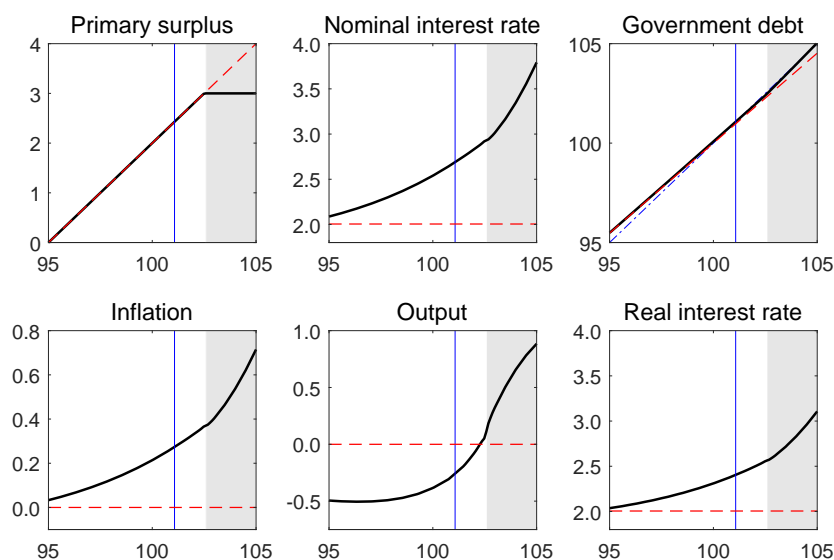 Primary surplus
4
3
2
1
0
95 100 105
Nominal interest rate
4.0
3.5
3.0
2.5
2.0
95 100 105
Government debt
105
100
95
95 100 105
Inflation
0.8
0.6
0.4
0.2
0.0
95 100 105
Output
1.0
0.5
0.0
-0.5
95 100 105
Real interest rate
4.0
3.5
3.0
2.5
2.0
95 100 105